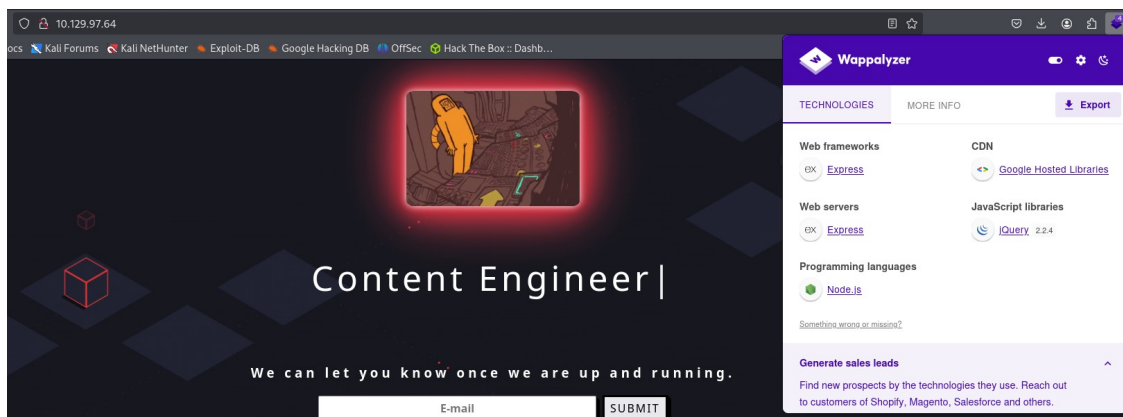 10.129.97.64
ocs Kali Forums Kali NetHunter Exploit-DB Google Hacking DB OffSec Hack The Box :: Dashb...
Content Engineer|
We can let you know once we are up and running.
E-mail SUBMIT
Wappalyzer
TECHNOLOGIES MORE INFO Export
Web frameworks CDN
ex Express Google Hosted Libraries
Web servers JavaScript libraries
ex Express jQuery 2.2.4
Programming languages
Node.js
Something wrong or missing?
Generate sales leads
Find new prospects by the technologies they use. Reach out
to customers of Shopify, Magento, Salesforce and others.